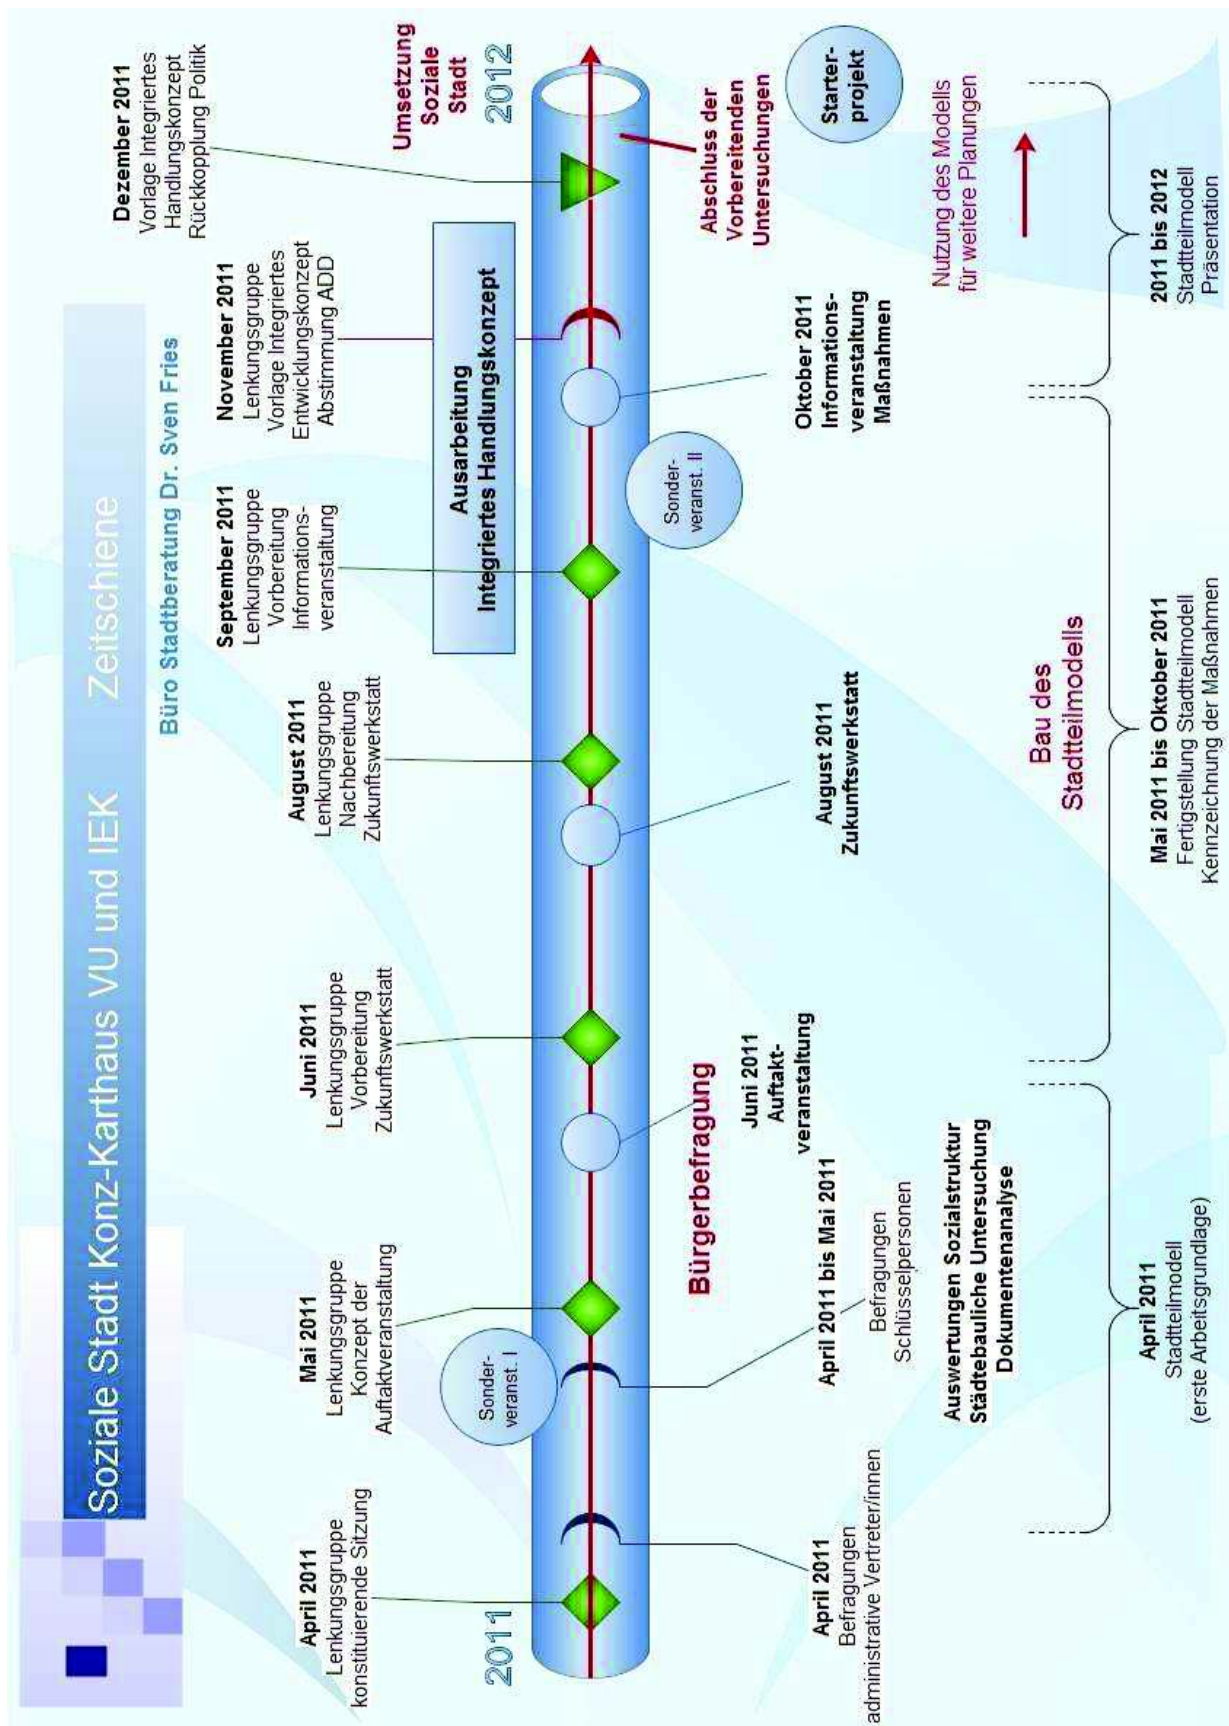 Soziale Stadt Konz-Karthaus VU und IEK Zeitschiene
Büro Stadtberatung Dr. Sven Fries
April 2011
Lenkungsgruppe
konstituierende Sitzung
Mai 2011
Lenkungsgruppe
Konzept der
Auftaktveranstaltung
Juni 2011
Lenkungsgruppe
Vorbereitung
Zukunftswerkstatt
August 2011
Lenkungsgruppe
Nachbereitung
Zukunftswerkstatt
September 2011
Lenkungsgruppe
Vorbereitung
Informations-
veranstaltung
November 2011
Lenkungsgruppe
Vorlage Integriertes
Entwicklungskonzept
Abstimmung ADD
Dezember 2011
Vorlage Integriertes
Handlungskonzept
Rückkopplung Politik
Umsetzung
Soziale
Stadt
2011
Sonder-
veranst. I
Ausarbeitung
Integriertes Handlungskonzept
2012
Sonder-
veranst. II
Abschluss der
Vorbereitenden
Untersuchungen
Starter-
projekt
Bürgerbefragung
April 2011
Befragungen
administrative Vertreter/innen
April 2011 bis Mai 2011
Befragungen
Schlüsselpersonen
Juni 2011
Auftakt-
veranstaltung
August 2011
Zukunftswerkstatt
Oktober 2011
Informations-
veranstaltung
Maßnahmen
Auswertungen Sozialstruktur
Städtebauliche Untersuchung
Dokumentenanalyse
Bau des
Stadtteilmodells
Nutzung des Modells
für weitere Planungen
April 2011
Stadtteilmodell
(erste Arbeitsgrundlage)
Mai 2011 bis Oktober 2011
Fertigstellung Stadtteilmodell
Kennzeichnung der Maßnahmen
2011 bis 2012
Stadtteilmodell
Präsentation